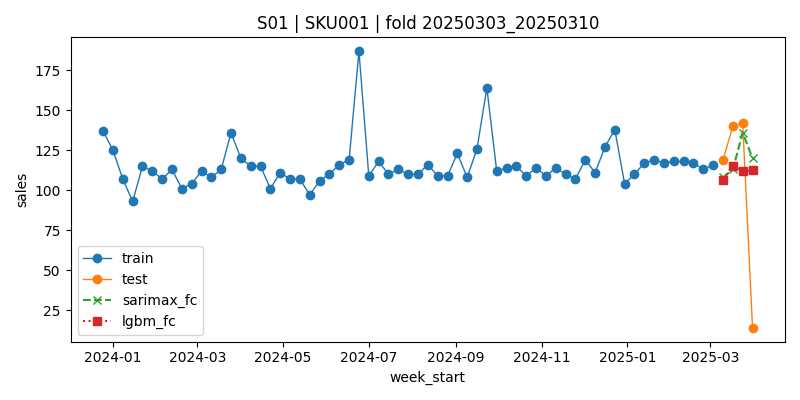 S01 | SKU001 | fold 20250303_20250310
sales
175
150
125
100
75
50
25
train
test
sarimax_fc
lgbm_fc
2024-01 2024-03 2024-05 2024-07 2024-09 2024-11 2025-01 2025-03
week_start